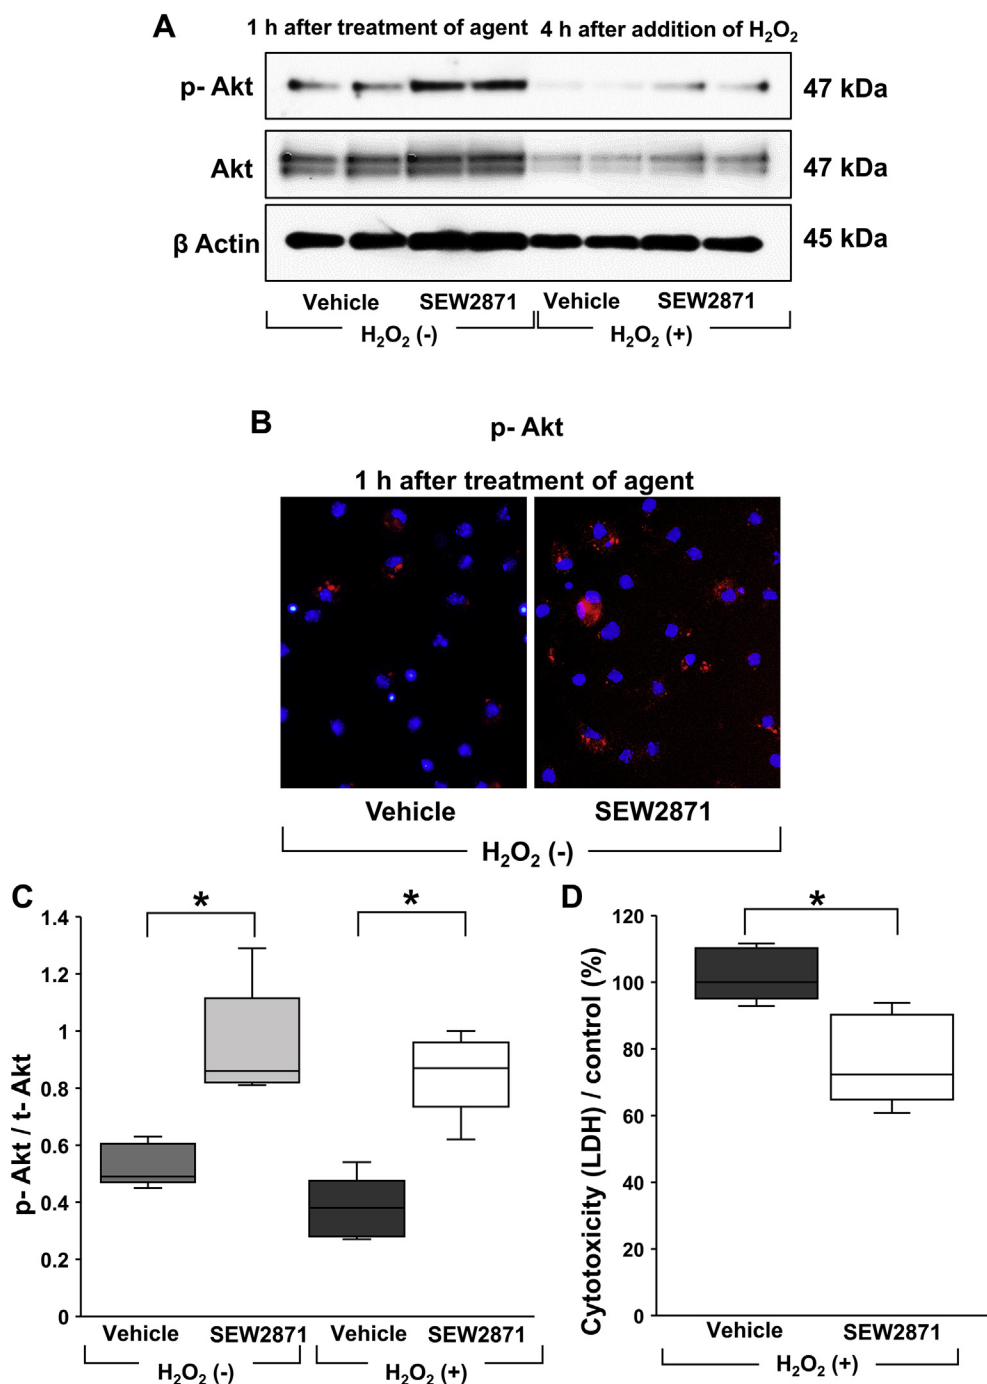 A
1 h after treatment of agent
4 h after addition of H₂O₂
p- Akt
47 kDa
Akt
47 kDa
β Actin
45 kDa
Vehicle
SEW2871
Vehicle
SEW2871
H₂O₂ (-)
H₂O₂ (+)
B
p- Akt
1 h after treatment of agent
Vehicle
SEW2871
H₂O₂ (-)
C
p- Akt / t- Akt
1.4
1.2
1
0.8
0.6
0.4
0.2
0
*
*
Vehicle
SEW2871
Vehicle
SEW2871
H₂O₂ (-)
H₂O₂ (+)
D
Cytotoxicity (LDH) / control (%)
120
100
80
60
40
20
0
*
Vehicle
SEW2871
H₂O₂ (+)